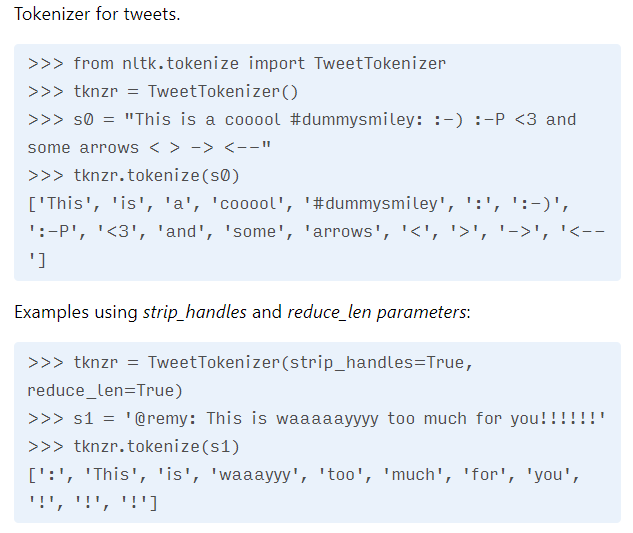 Tokenizer for tweets.
>>> from nltk.tokenize import TweetTokenizer
>>> tknzr = TweetTokenizer()
>>> s0 = "This is a cooool #dummysmiley: :-) :-P <3 and
some arrows < > -> <--"
>>> tknzr.tokenize(s0)
['This', 'is', 'a', 'cooool', '#dummysmiley', ':', ':-)',
':-P', '<3', 'and', 'some', 'arrows', '<', '>', '->', '<--
']
Examples using strip_handles and reduce_len parameters:
>>> tknzr = TweetTokenizer(strip_handles=True,
reduce_len=True)
>>> s1 = '@remy: This is waaaaayyyy too much for you!!!!!!'
>>> tknzr.tokenize(s1)
[':', 'This', 'is', 'waaayyy', 'too', 'much', 'for', 'you',
'!', '!', '!']